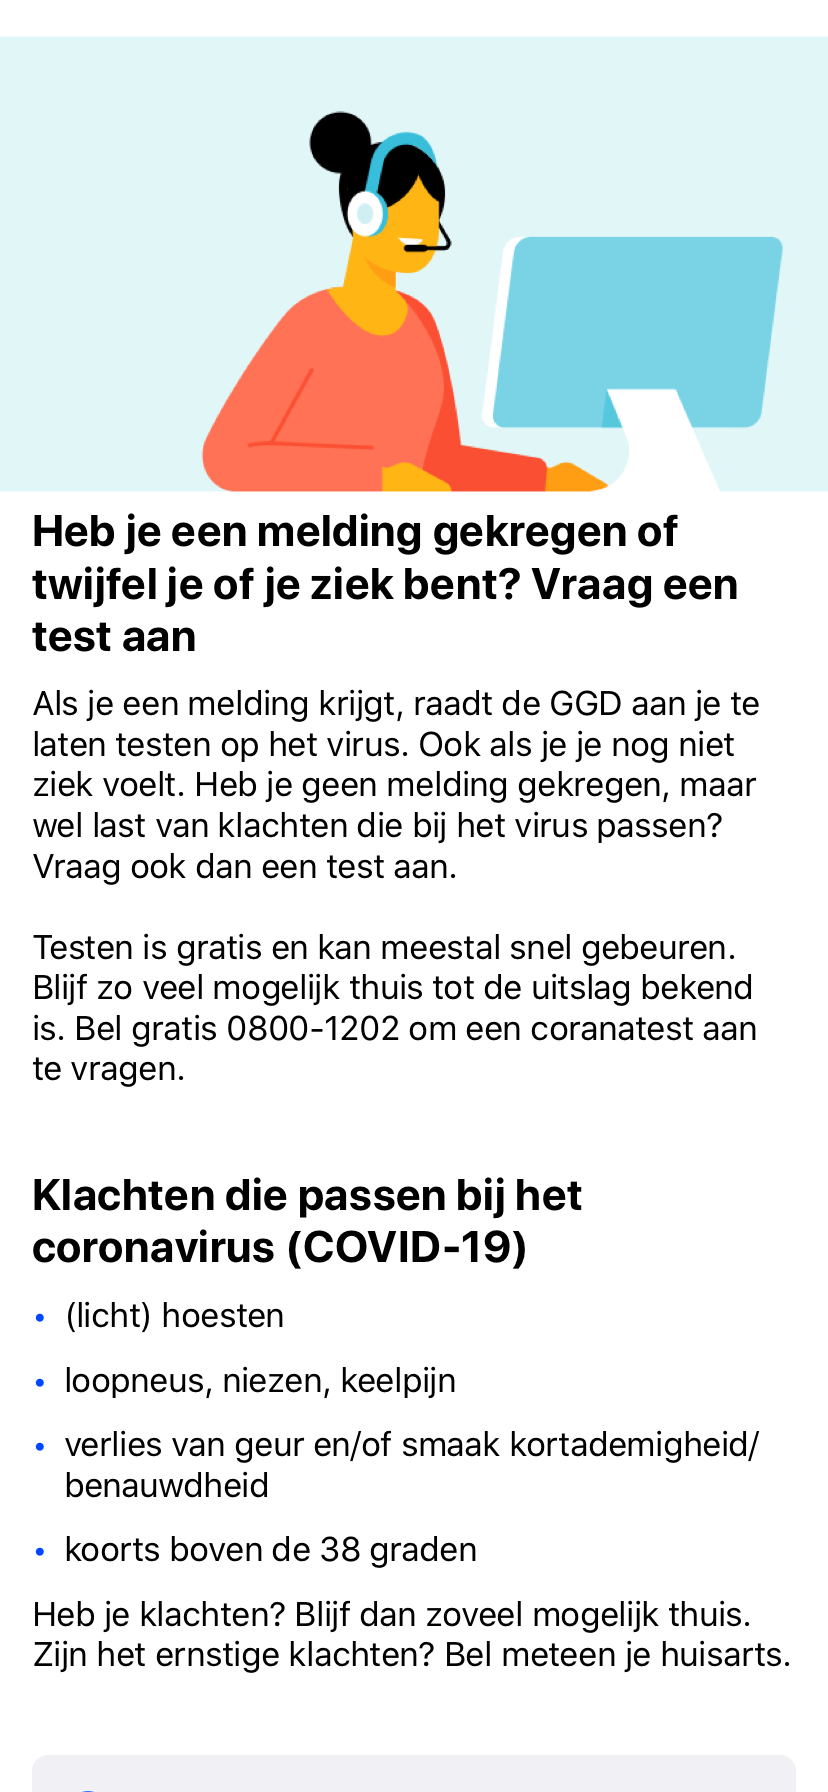 Heb je een melding gekregen of
twijfel je of je ziek bent? Vraag een
test aan
Als je een melding krijgt, raadt de GGD aan je te
laten testen op het virus. Ook als je je nog niet
ziek voelt. Heb je geen melding gekregen, maar
wel last van klachten die bij het virus passen?
Vraag ook dan een test aan.
Testen is gratis en kan meestal snel gebeuren.
Blijf zo veel mogelijk thuis tot de uitslag bekend
is. Bel gratis 0800-1202 om een coranatest aan
te vragen.
Klachten die passen bij het
coronavirus (COVID-19)
• (licht) hoesten
• loopneus, niezen, keelpijn
• verlies van geur en/of smaak kortademigheid/
benauwdheid
• koorts boven de 38 graden
Heb je klachten? Blijf dan zoveel mogelijk thuis.
Zijn het ernstige klachten? Bel meteen je huisarts.